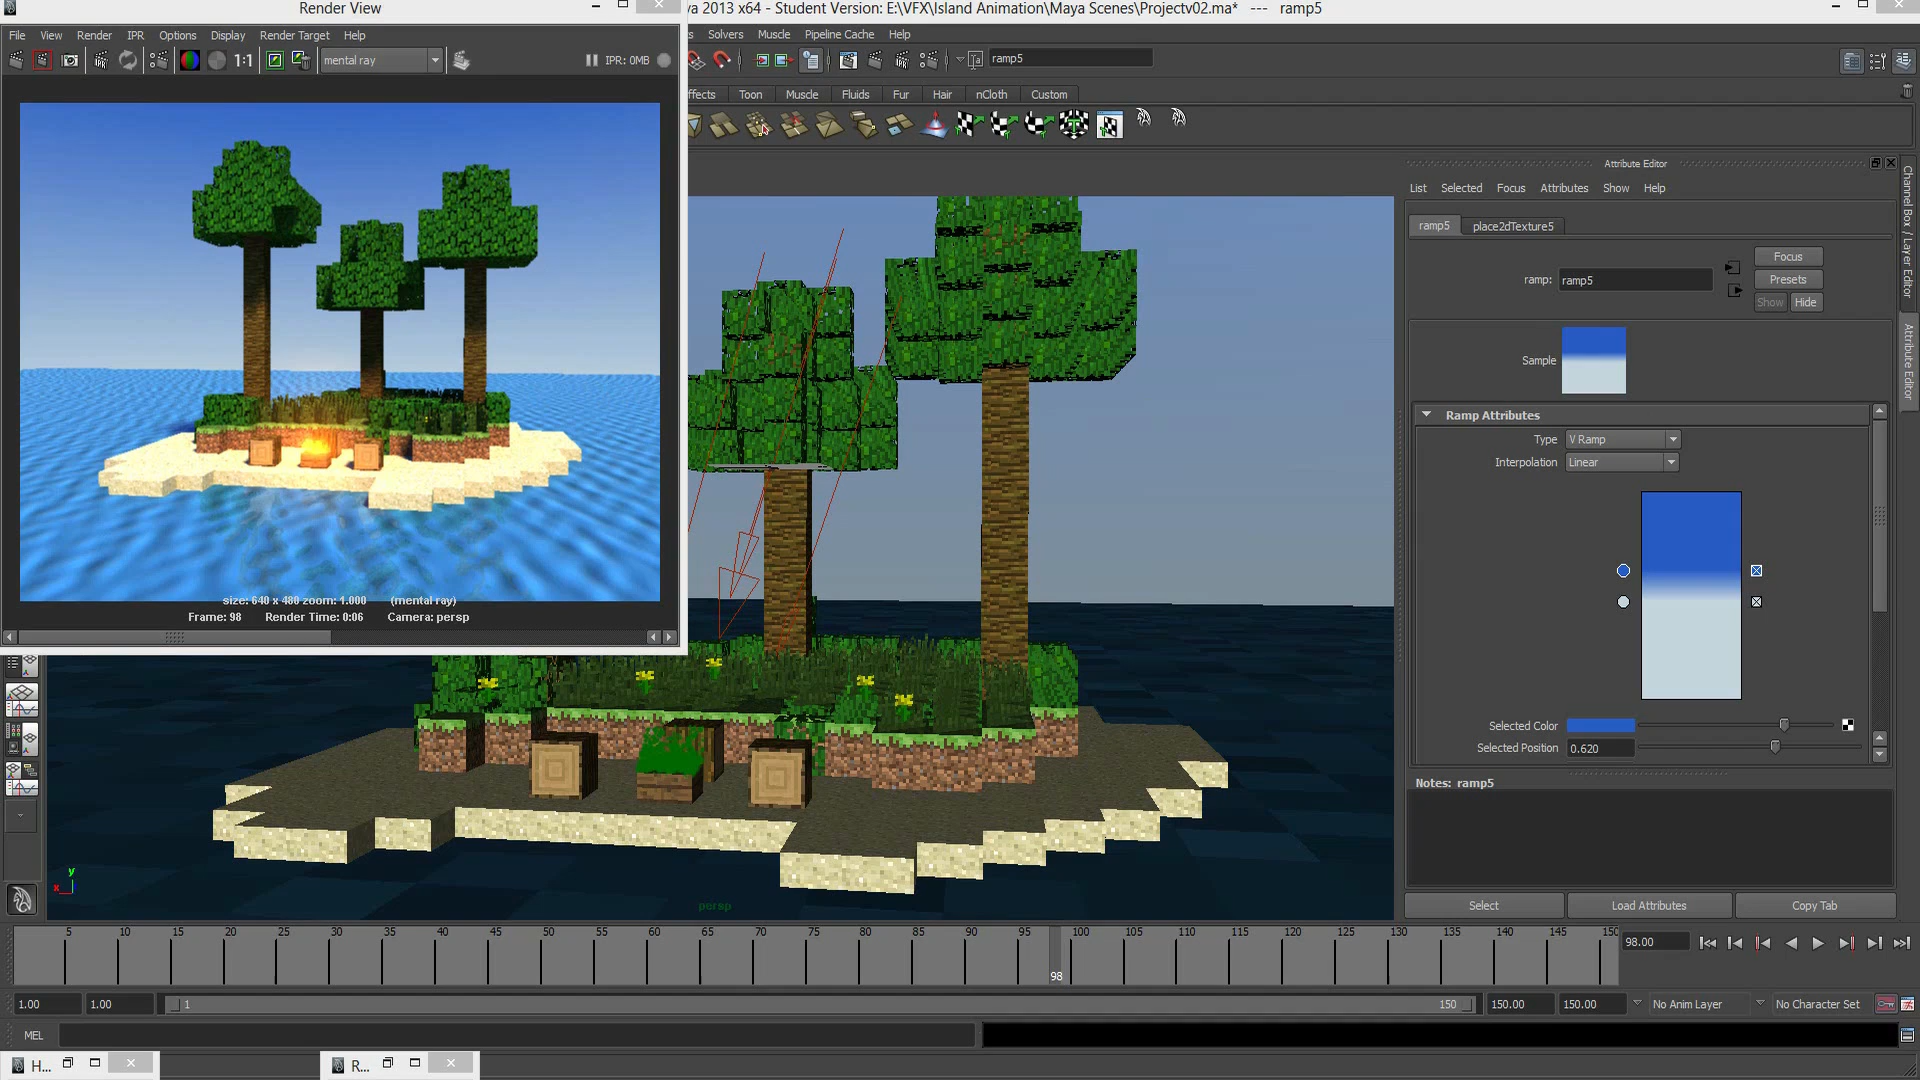 Render View
ya 2013 x64 - Student Version: E:\VFX\Island Animation\Maya Scenes\Projectv02.ma* --- ramp5
File View Render IPR Options Display Render Target Help
Solvers Muscle Pipeline Cache Help
1:1 mental ray IPR: 0MB
ramp5
ffects Toon Muscle Fluids Fur Hair nCloth Custom
Attribute Editor
List Selected Focus Attributes Show Help
ramp5 place2dTexture5
Focus
ramp: ramp5 Presets
Show Hide
Sample
Ramp Attributes
Type V Ramp
Interpolation Linear
Selected Color
Selected Position 0.620
Notes: ramp5
Select Load Attributes Copy Tab
Channel Box / Layer Editor
Attribute Editor
size: 640 x 480 zoom: 1.000 (mental ray)
Frame: 98 Render Time: 0:06 Camera: persp
y
x
persp
5 10 15 20 25 30 35 40 45 50 55 60 65 70 75 80 85 90 95 100 105 110 115 120 125 130 135 140 145 150
98
98.00
1.00 1.00 1 150 150.00 150.00 No Anim Layer No Character Set
MEL
H... R...